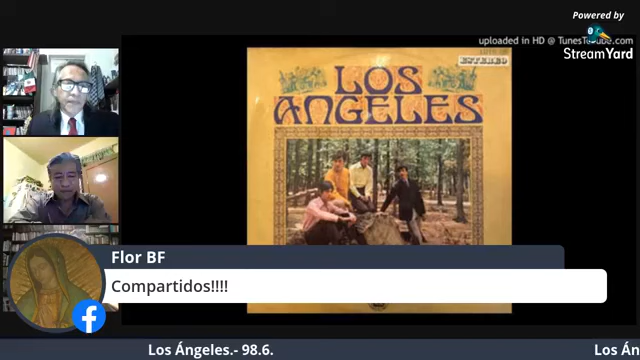 Powered by
StreamYard
uploaded in HD @ TunesToTube.com
ESTEREO
LOS
ANGELES
Flor BF
Compartidos!!!!
Los Ángeles.- 98.6.
Los Án